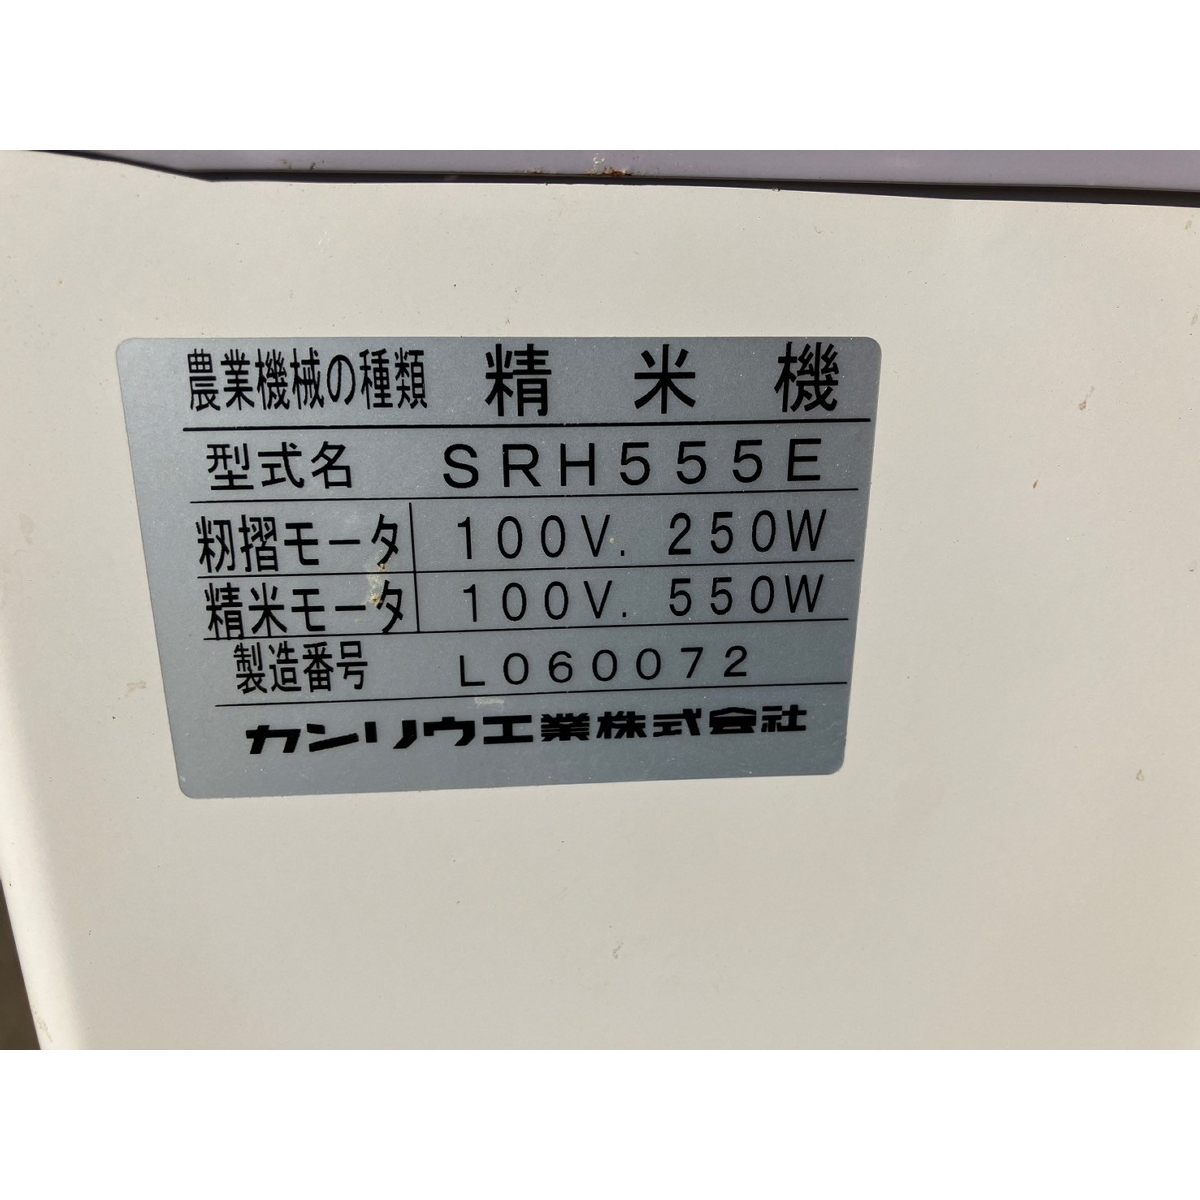 農業機械の種類 精米機
型式名 SRH555E
籾摺モータ 100V. 250W
精米モータ 100V. 550W
製造番号 L060072
カンリウ工業株式会社